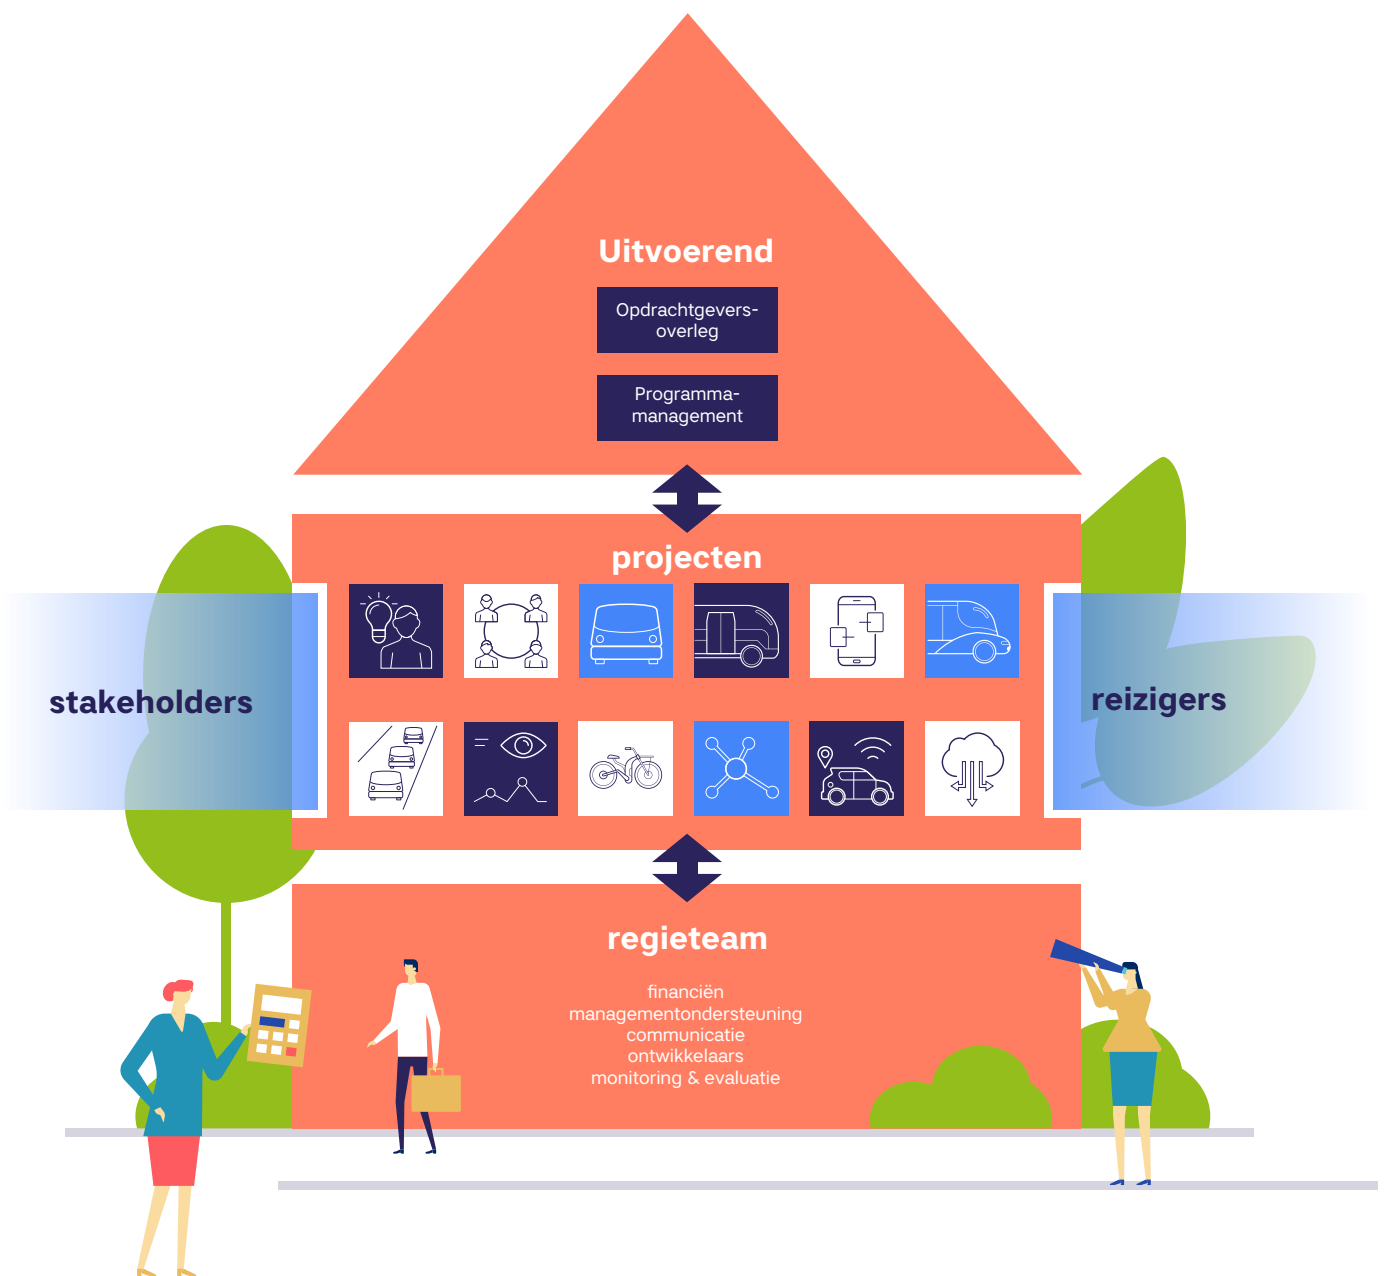 Uitvoerend
Opdrachtgevers-
overleg
Programma-
management
projecten
stakeholders
reizigers
regieteam
financiën
managementondersteuning
communicatie
ontwikkelaars
monitoring & evaluatie